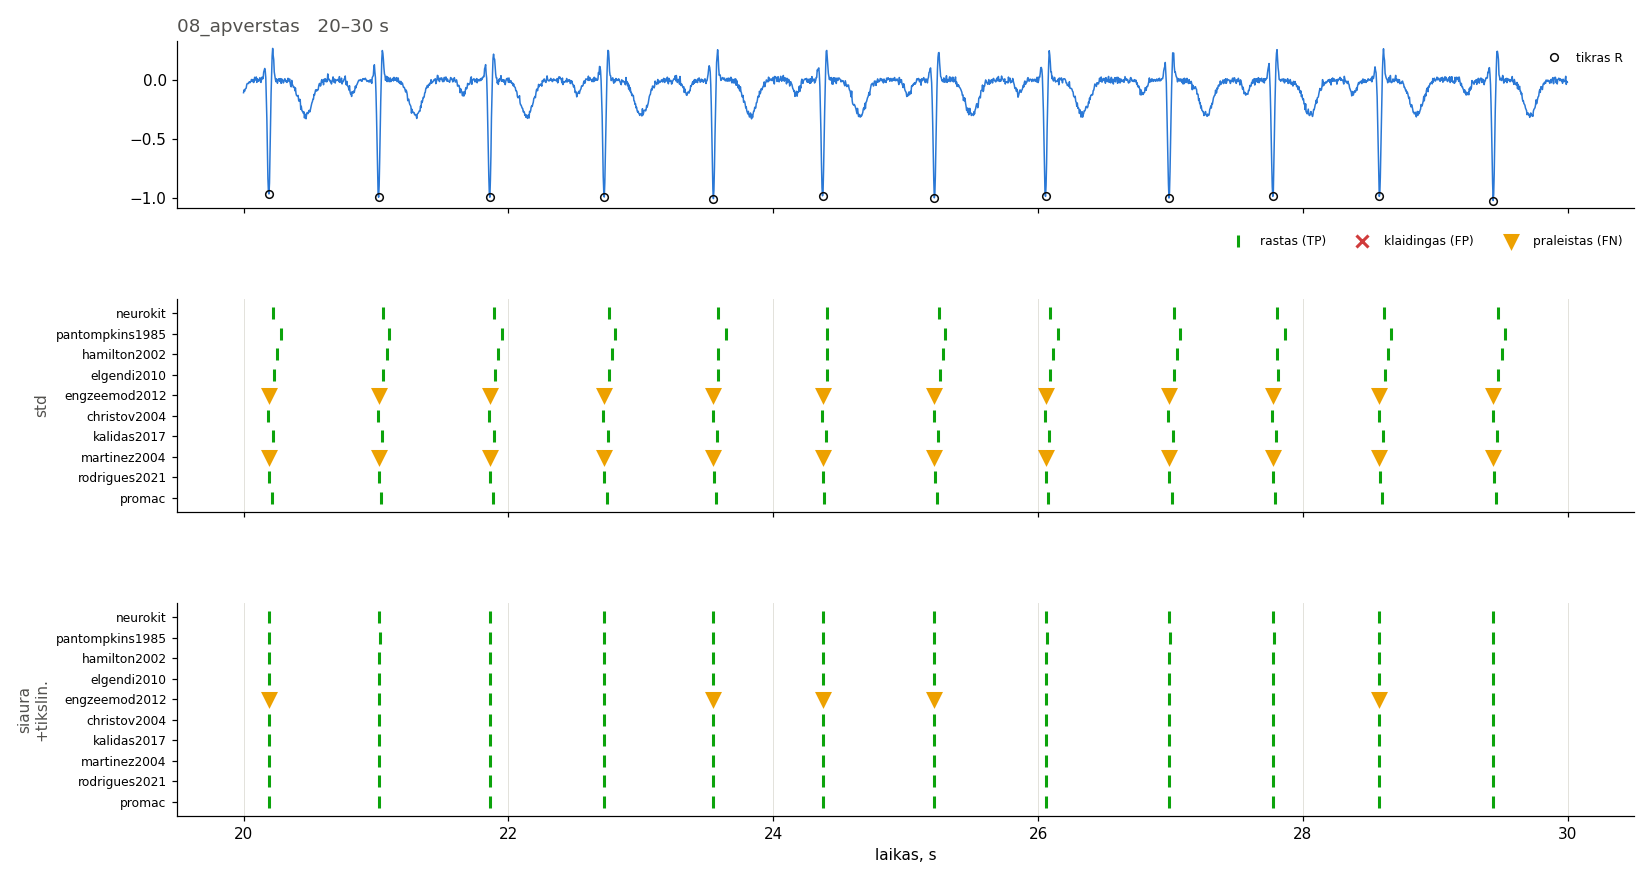 08_apverstas   20–30 s
tikras R
0.0
−0.5
−1.0
rastas (TP)
klaidingas (FP)
praleistas (FN)
std
neurokit
pantompkins1985
hamilton2002
elgendi2010
engzeemod2012
christov2004
kalidas2017
martinez2004
rodrigues2021
promac
siaura
+tikslin.
neurokit
pantompkins1985
hamilton2002
elgendi2010
engzeemod2012
christov2004
kalidas2017
martinez2004
rodrigues2021
promac
20
22
24
26
28
30
laikas, s